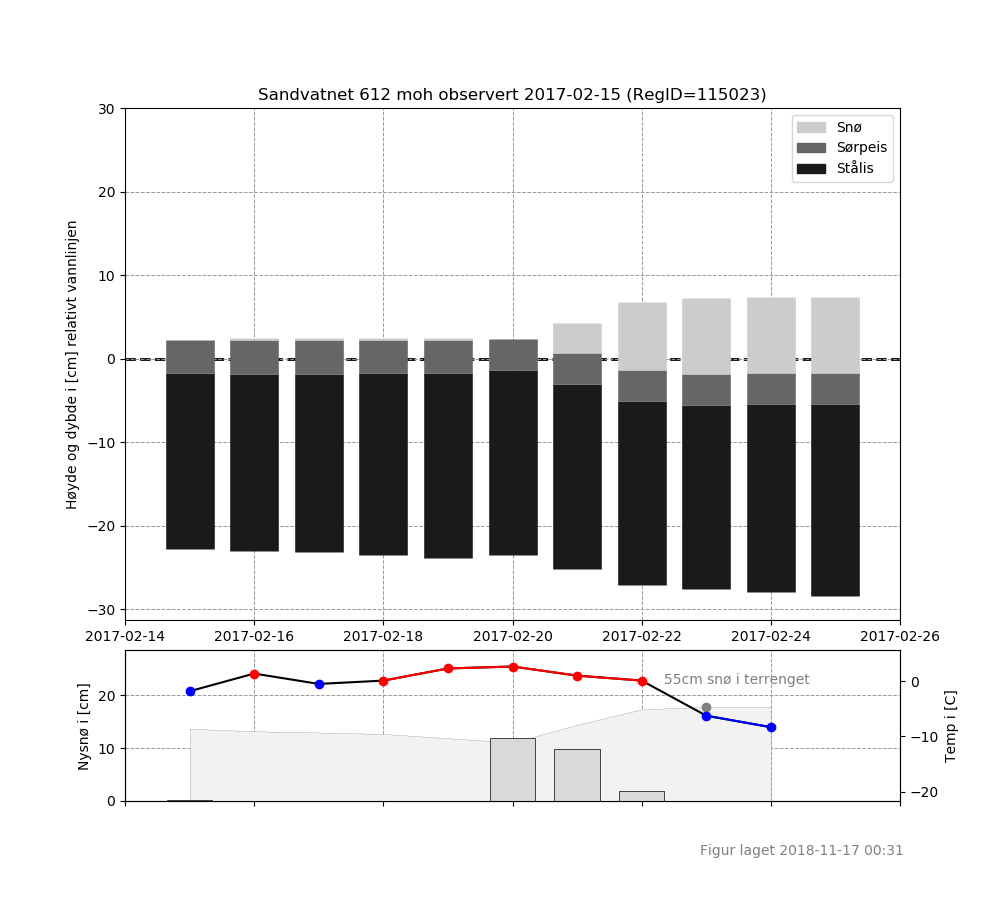 Sandvatnet 612 moh observert 2017-02-15 (RegID=115023)
30
20
10
0
−10
−20
−30
Høyde og dybde i [cm] relativt vannlinjen
Snø
Sørpeis
Stålis
2017-02-14 2017-02-16 2017-02-18 2017-02-20 2017-02-22 2017-02-24 2017-02-26
20
10
0
Nysnø i [cm]
55cm snø i terrenget
0
−10
−20
Temp i [C]
Figur laget 2018-11-17 00:31